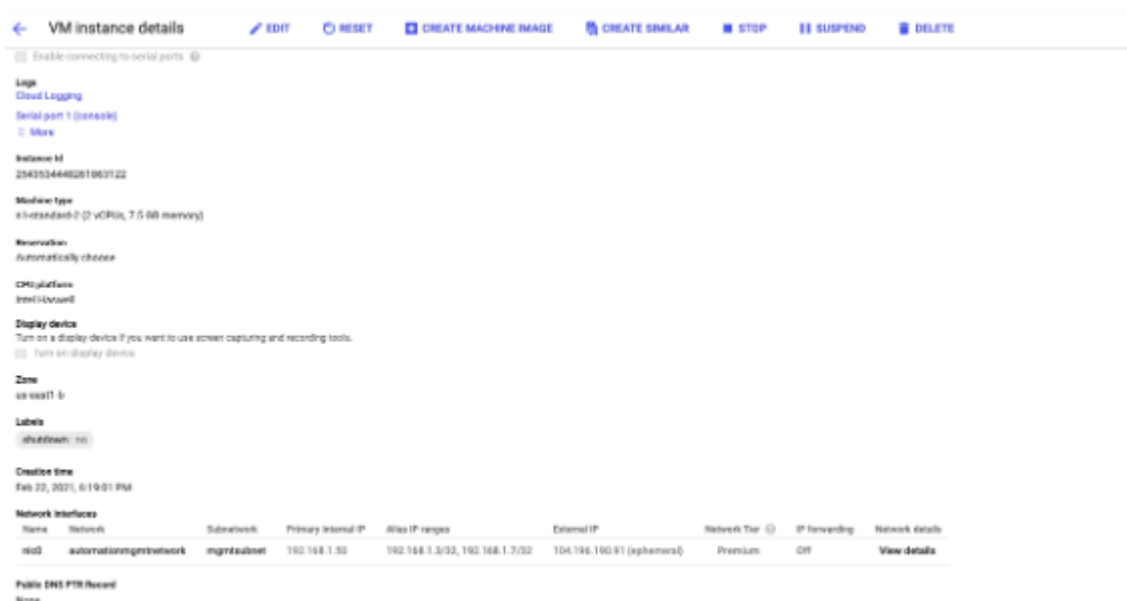 ← VM instance details EDIT RESET CREATE MACHINE IMAGE CREATE SIMILAR STOP SUSPEND DELETE
Enable connecting to serial ports
Logs
Cloud Logging
Serial port 1 (console)
More
Instance Id
Machine type
n1-standard-2 (2 vCPUs, 7.5 GB memory)
Reservation
Automatically choose
CPU platform
Intel Haswell
Display device
Turn on a display device if you want to use screen capturing and recording tools.
Turn on display device
Zone
us-east1-b
Labels
shutdown : no
Creation time
Feb 22, 2021, 6:19:01 PM
Network interfaces
Name Network Subnetwork Primary internal IP Alias IP ranges External IP Network Tier IP forwarding Network details
nic0 automationmgmtnetwork mgmtsubnet 192.168.1.50 192.168.1.3/32, 192.168.1.7/32 104.196.190.91 (ephemeral) Premium Off View details
Public DNS PTR Record
None